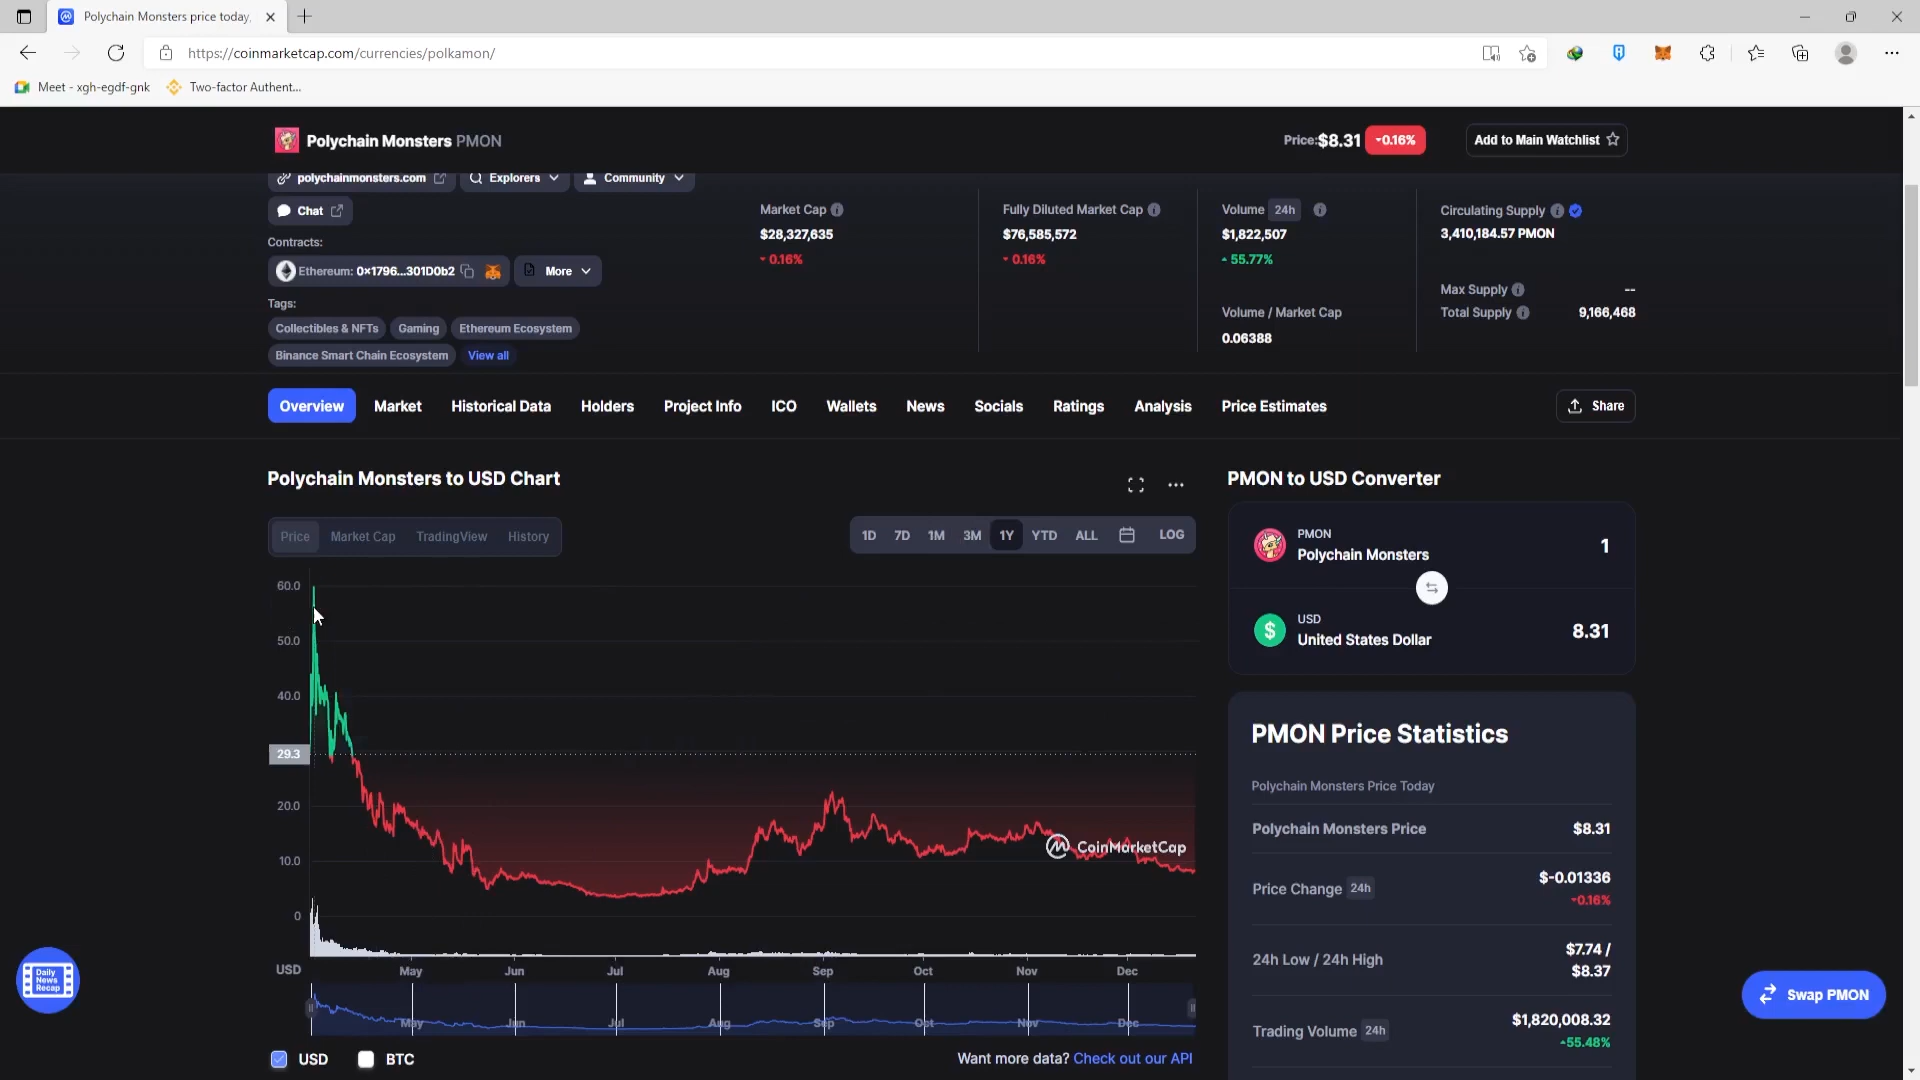 Polychain Monsters price today,
https://coinmarketcap.com/currencies/polkamon/
Meet - xgh-egdf-gnk
Two-factor Authent...
Polychain Monsters PMON
Price:$8.31
0.16%
Add to Main Watchlist
polychainmonsters.com
Explorers
Community
Chat
Contracts:
Ethereum: 0x1796...301D0b2
More
Tags:
Collectibles & NFTs
Gaming
Ethereum Ecosystem
Binance Smart Chain Ecosystem
View all
Market Cap
$28,327,635
0.16%
Fully Diluted Market Cap
$76,585,572
0.16%
Volume 24h
$1,822,507
55.77%
Volume / Market Cap
0.06388
Circulating Supply
3,410,184.57 PMON
Max Supply --
Total Supply 9,166,468
Overview
Market
Historical Data
Holders
Project Info
ICO
Wallets
News
Socials
Ratings
Analysis
Price Estimates
Share
Polychain Monsters to USD Chart
Price
Market Cap
TradingView
History
1D
7D
1M
3M
1Y
YTD
ALL
LOG
60.0
50.0
40.0
29.3
20.0
10.0
0
CoinMarketCap
USD
May
Jun
Jul
Aug
Sep
Oct
Nov
Dec
May
Jun
Jul
Aug
Sep
Oct
Nov
Dec
USD
BTC
Want more data? Check out our API
PMON to USD Converter
PMON
Polychain Monsters
1
USD
United States Dollar
8.31
$
PMON Price Statistics
Polychain Monsters Price Today
Polychain Monsters Price $8.31
Price Change 24h
$-0.01336
0.16%
24h Low / 24h High
$7.74 /
$8.37
Trading Volume 24h
$1,820,008.32
55.48%
Daily
News
Recap
Swap PMON